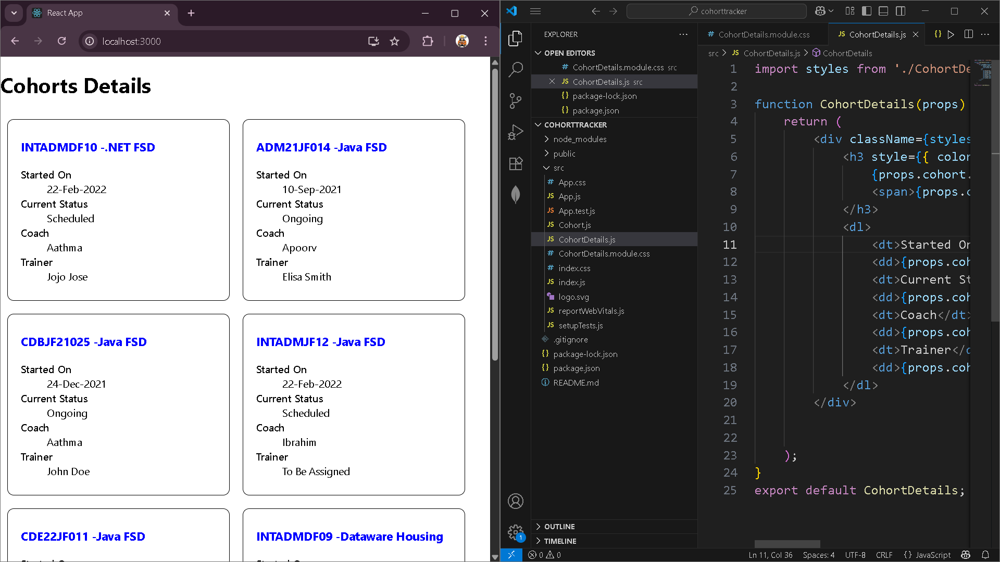 React App
localhost:3000
Cohorts Details
INTADMDF10 -.NET FSD
Started On
22-Feb-2022
Current Status
Scheduled
Coach
Aathma
Trainer
Jojo Jose
ADM21JF014 -Java FSD
Started On
10-Sep-2021
Current Status
Ongoing
Coach
Apoorv
Trainer
Elisa Smith
CDBJF21025 -Java FSD
Started On
24-Dec-2021
Current Status
Ongoing
Coach
Aathma
Trainer
John Doe
INTADMJF12 -Java FSD
Started On
22-Feb-2022
Current Status
Scheduled
Coach
Ibrahim
Trainer
To Be Assigned
CDE22JF011 -Java FSD
INTADMDF09 -Dataware Housing
cohorttracker
EXPLORER
OPEN EDITORS
# CohortDetails.module.css src
JS CohortDetails.js src
{} package-lock.json
{} package.json
COHORTTRACKER
node_modules
public
src
# App.css
JS App.js
JS App.test.js
JS Cohort.js
JS CohortDetails.js
# CohortDetails.module.css
# index.css
JS index.js
logo.svg
JS reportWebVitals.js
JS setupTests.js
.gitignore
{} package-lock.json
{} package.json
README.md
OUTLINE
TIMELINE
# CohortDetails.module.css
JS CohortDetails.js
{}
src > JS CohortDetails.js > CohortDetails
1 import styles from './CohortDe
2
3 function CohortDetails(props)
4 return (
5 <div className={styles
6 <h3 style={{ color
7 {props.cohort.
8 <span>{props.c
9 </h3>
10 <dl>
11 <dt>Started On
12 <dd>{props.coh
13 <dt>Current St
14 <dd>{props.coh
15 <dt>Coach</dt>
16 <dd>{props.coh
17 <dt>Trainer</d
18 <dd>{props.coh
19 </dl>
20 </div>
21
22
23 );
24 }
25 export default CohortDetails;
1
0 0
Ln 11, Col 36
Spaces: 4
UTF-8
CRLF
{} JavaScript